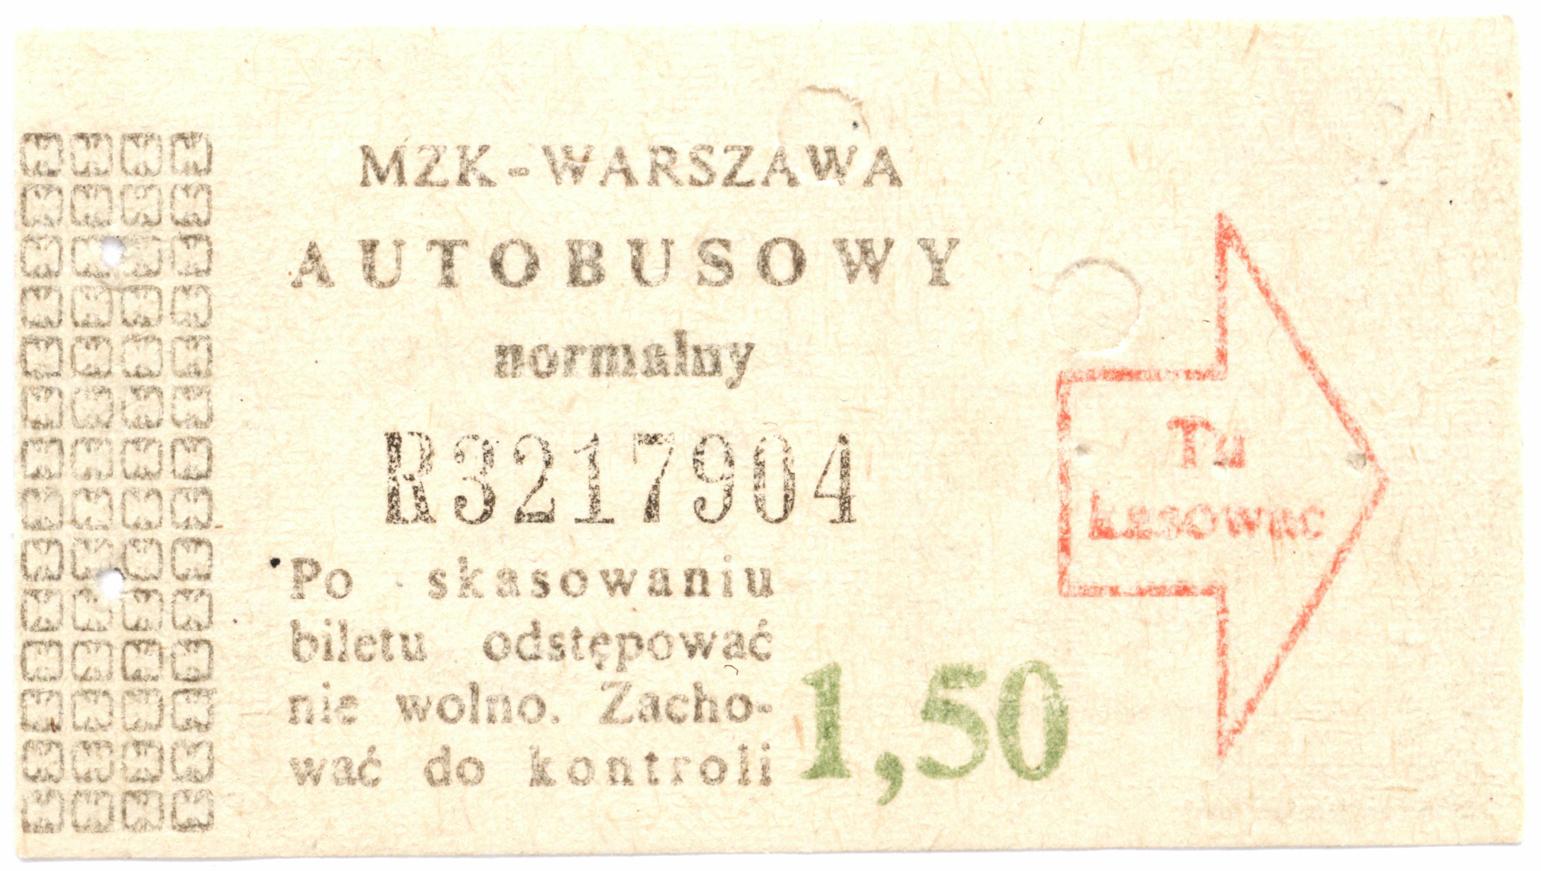 MZK-WARSZAWA
AUTOBUSOWY
normalny
R3217904
Po skasowaniu
biletu odstępować
nie wolno. Zacho-
wać do kontroli
1,50
Tu
kasować